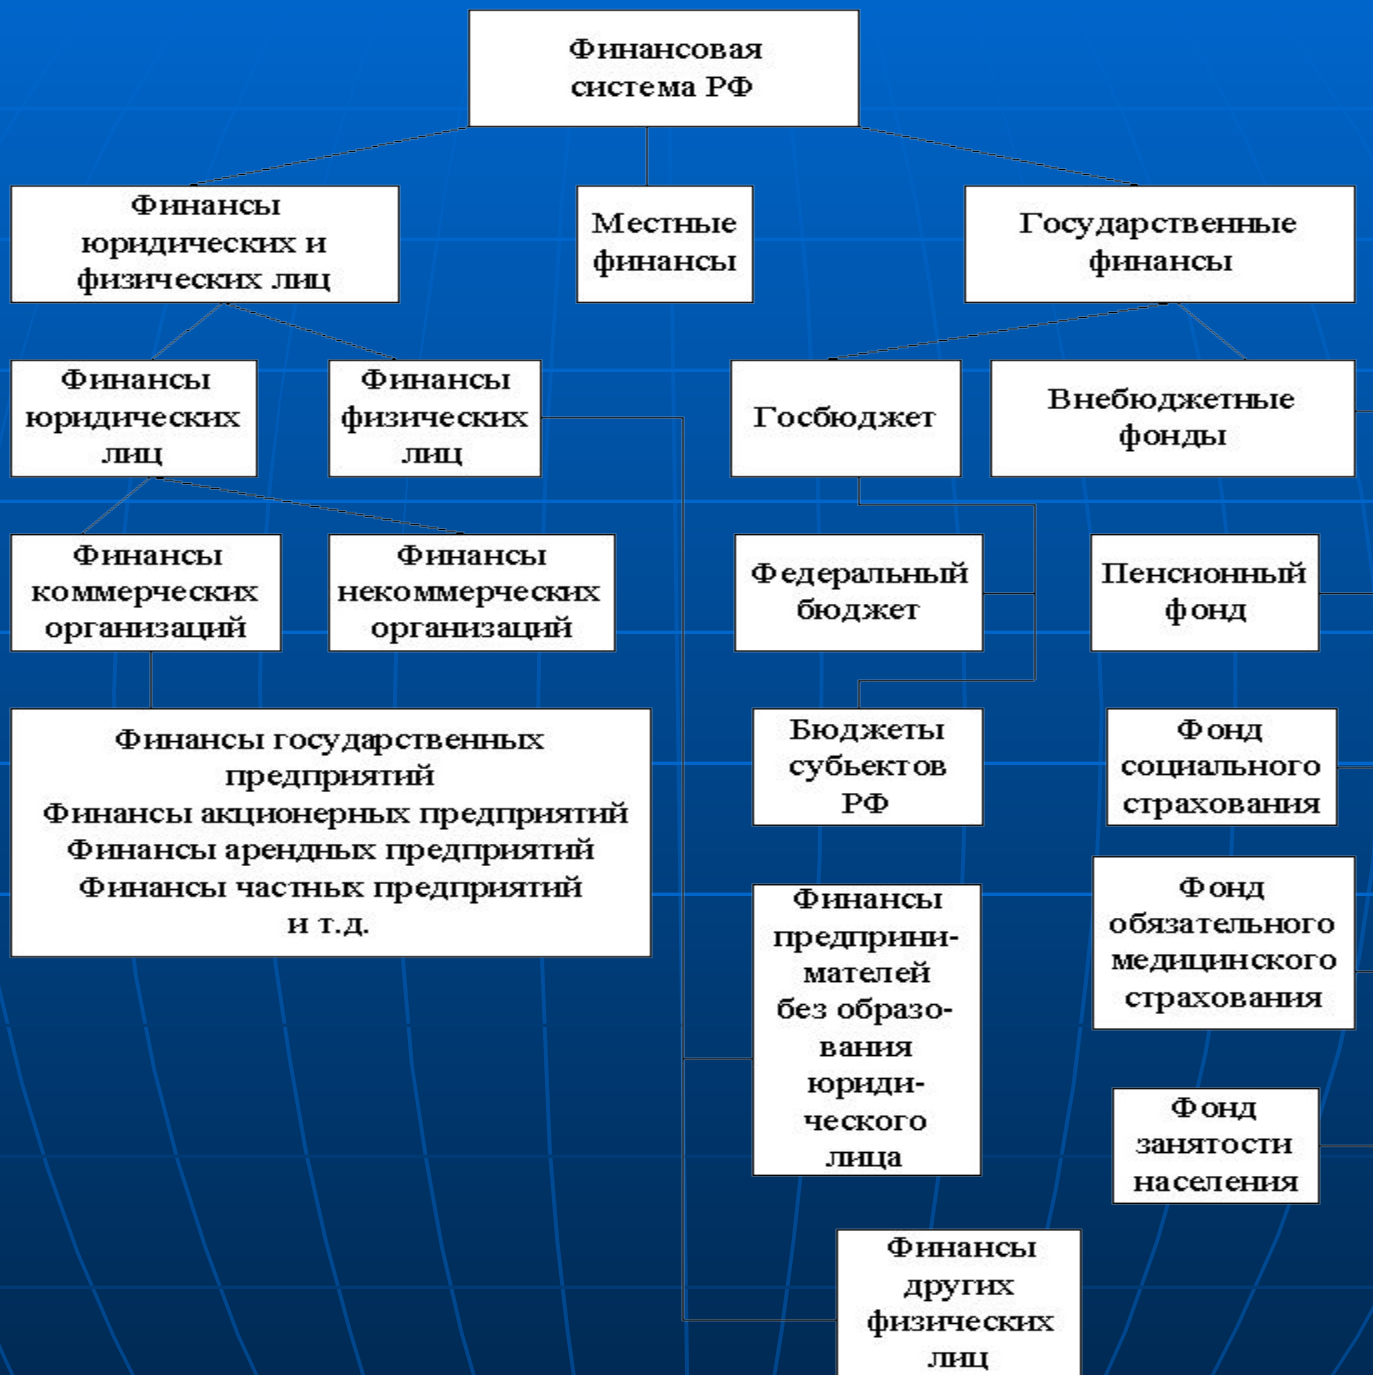 Финансовая
система РФ
Финансы
юридических и
физических лиц
Местные
финансы
Государственные
финансы
Финансы
юридических
лиц
Финансы
физических
лиц
Госбюджет
Внебюджетные
фонды
Финансы
коммерческих
организаций
Финансы
некоммерческих
организаций
Федеральный
бюджет
Пенсионный
фонд
Финансы государственных
предприятий
Финансы акционерных предприятий
Финансы арендных предприятий
Финансы частных предприятий
и т.д.
Бюджеты
субьектов
РФ
Фонд
социального
страхования
Финансы
предприни-
мателей
без образо-
вания
юриди-
ческого
лица
Фонд
обязательного
медицинского
страхования
Фонд
занятости
населения
Финансы
других
физических
лиц